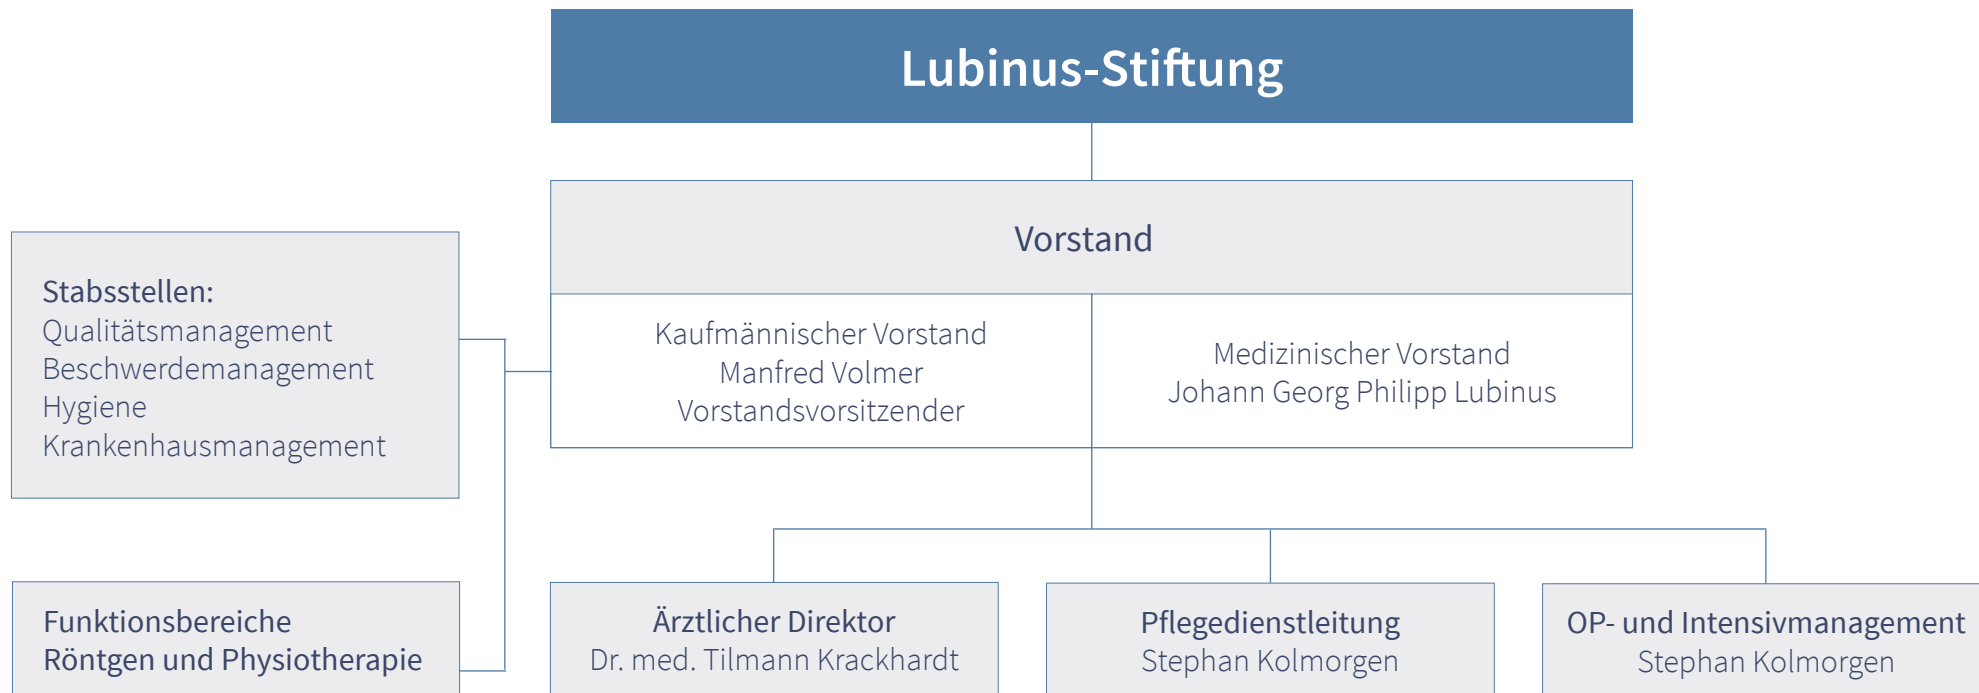 Lubinus-Stiftung
Vorstand
Kaufmännischer Vorstand
Manfred Volmer
Vorstandsvorsitzender
Medizinischer Vorstand
Johann Georg Philipp Lubinus
Stabsstellen:
Qualitätsmanagement
Beschwerdemanagement
Hygiene
Krankenhausmanagement
Funktionsbereiche
Röntgen und Physiotherapie
Ärztlicher Direktor
Dr. med. Tilmann Krackhardt
Pflegedienstleitung
Stephan Kolmorgen
OP- und Intensivmanagement
Stephan Kolmorgen